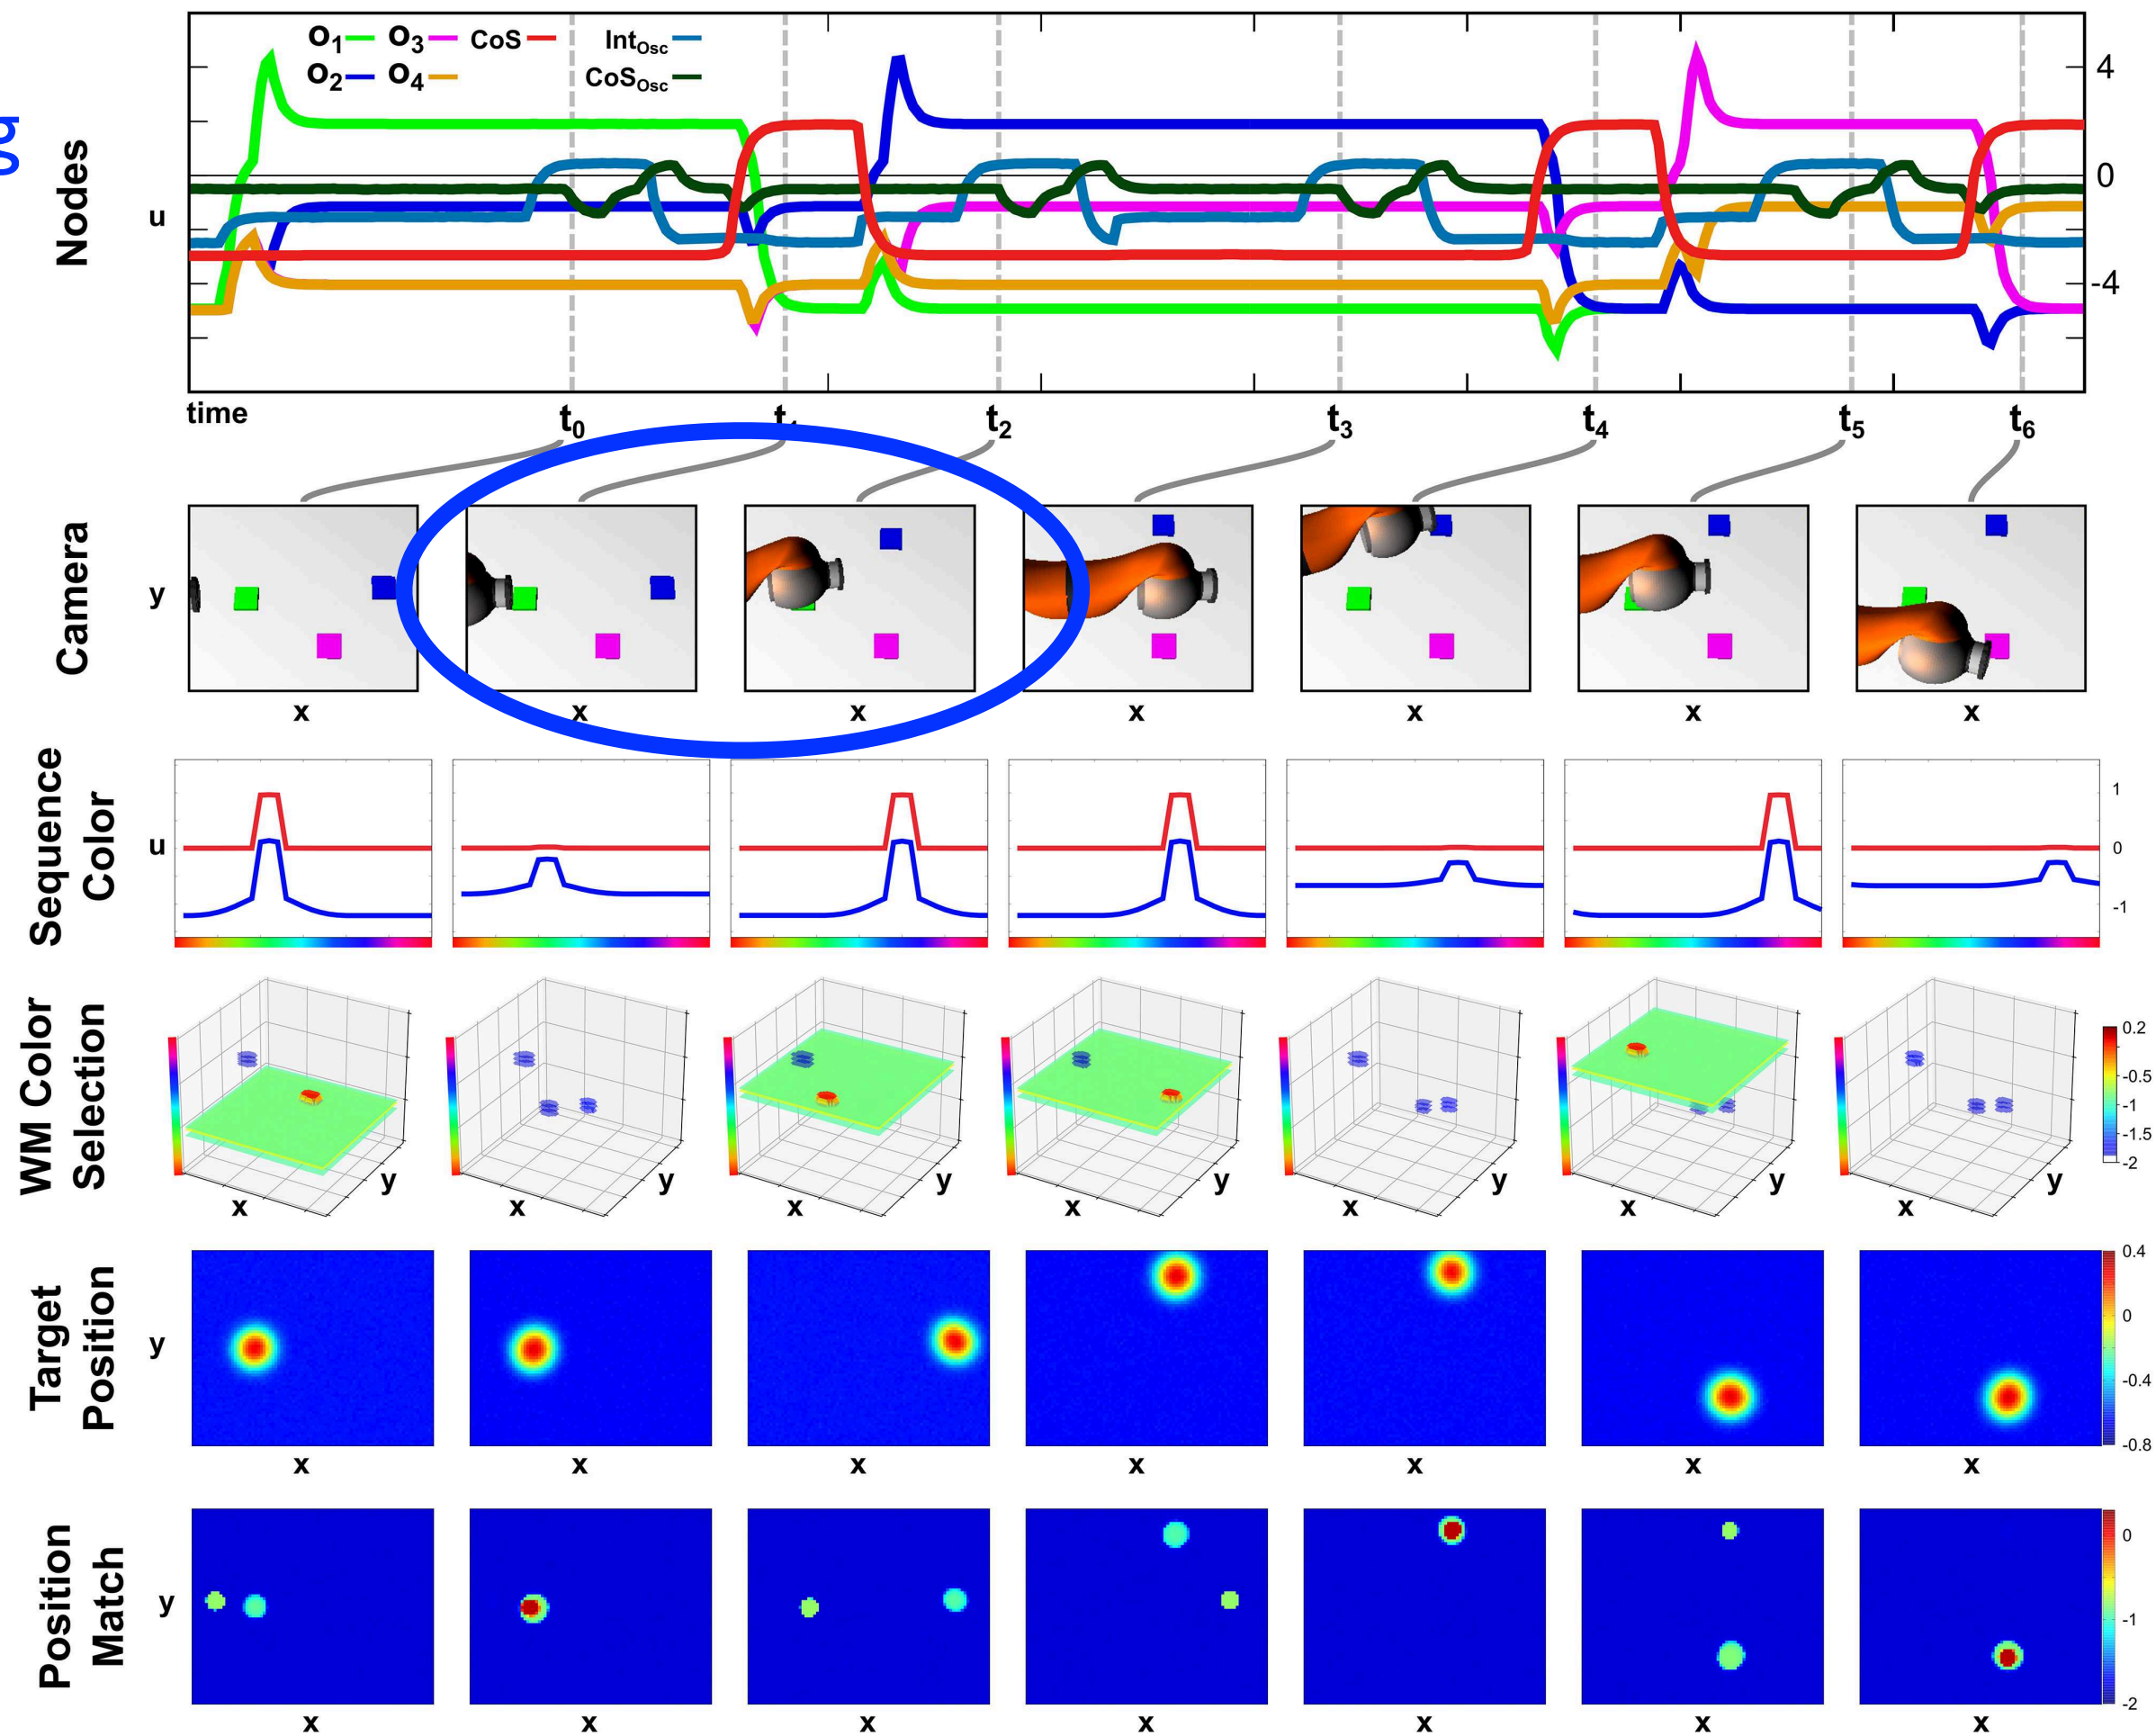 g
O1 O3 CoS IntOsc
O2 O4 CoSOsc
4
0
-4
Nodes
u
time t0 t2 t3 t4 t5 t6
Camera
y
x x x x x x x
Sequence
Color
u
1
0
-1
WM Color
Selection
y y y y y y y
x x x x x x x
0.2
-0.5
-1
-1.5
-2
Target
Position
y
x x x x x x x
0.4
0
-0.4
-0.8
Position
Match
y
x x x x x x x
0
-1
-2